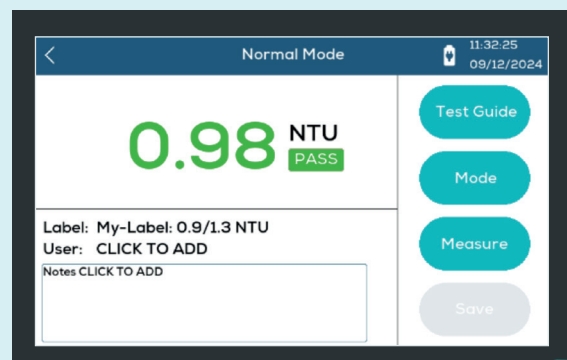 Normal Mode
11:32:25
09/12/2024
0.98 NTU
PASS
Label: My-Label: 0.9/1.3 NTU
User: CLICK TO ADD
Notes CLICK TO ADD
Test Guide
Mode
Measure
Save